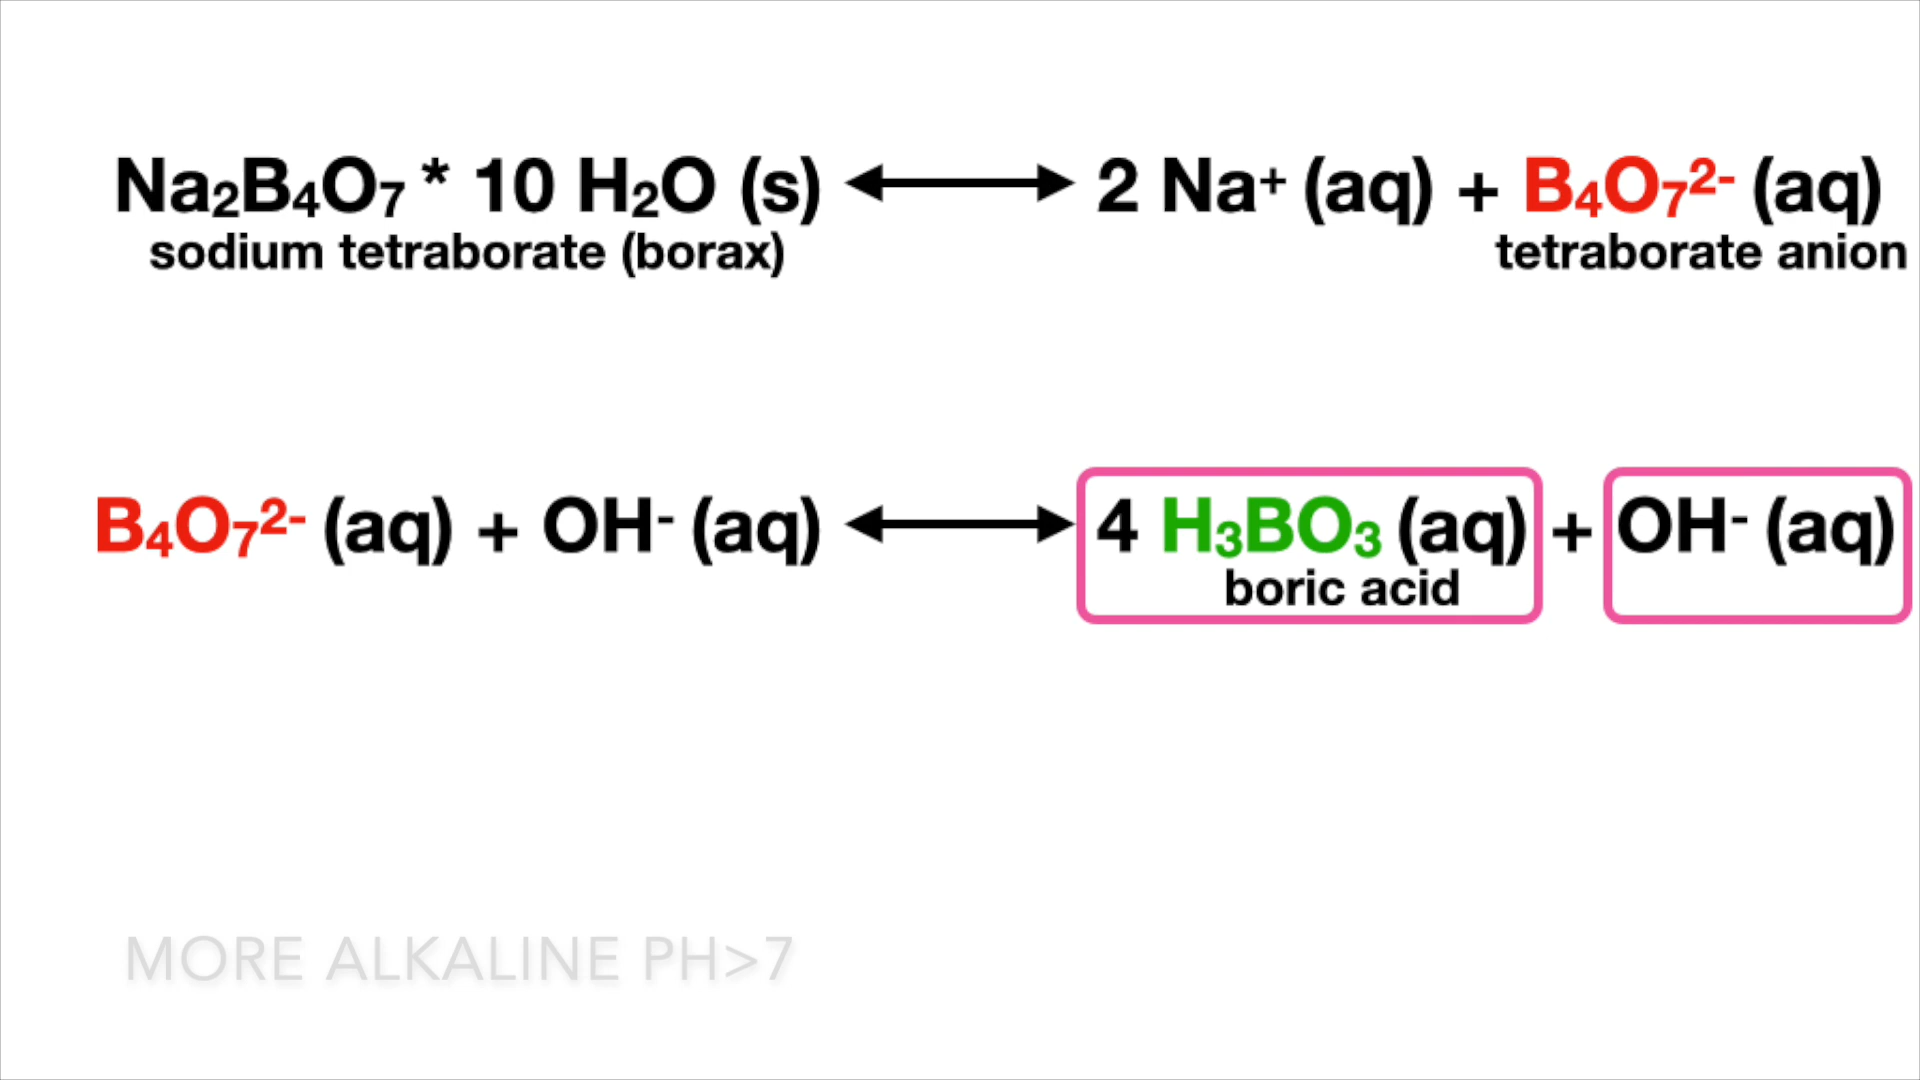 Na₂B₄O₇ * 10 H₂O (s) ⟷ 2 Na⁺ (aq) + B₄O₇²⁻ (aq)
sodium tetraborate (borax) tetraborate anion
B₄O₇²⁻ (aq) + OH⁻ (aq) ⟷ 4 H₃BO₃ (aq) + OH⁻ (aq)
boric acid
MORE ALKALINE PH>7